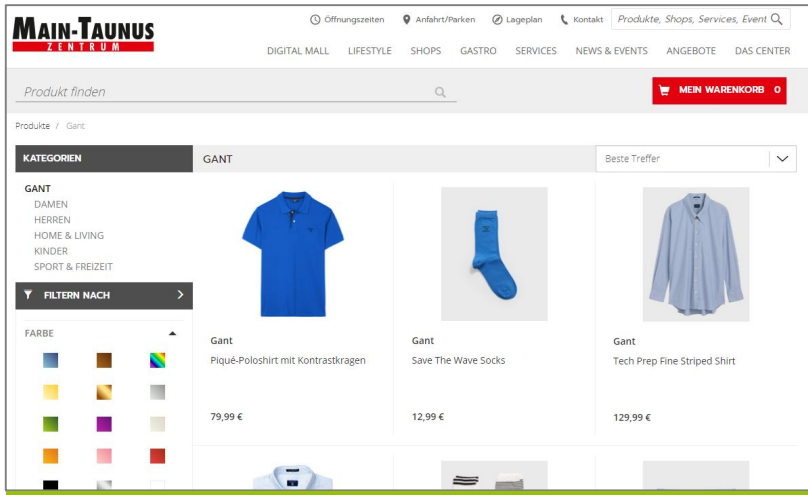 MAIN-TAUNUS
ZENTRUM
Öffnungszeiten Anfahrt/Parken Lageplan Kontakt Produkte, Shops, Services, Event
DIGITAL MALL LIFESTYLE SHOPS GASTRO SERVICES NEWS & EVENTS ANGEBOTE DAS CENTER
Produkt finden
MEIN WARENKORB 0
Produkte / Gant
KATEGORIEN
GANT
DAMEN
HERREN
HOME & LIVING
KINDER
SPORT & FREIZEIT
FILTERN NACH
FARBE
GANT
Beste Treffer
Gant
Piqué-Poloshirt mit Kontrastkragen
79,99 €
Gant
Save The Wave Socks
12,99 €
Gant
Tech Prep Fine Striped Shirt
129,99 €